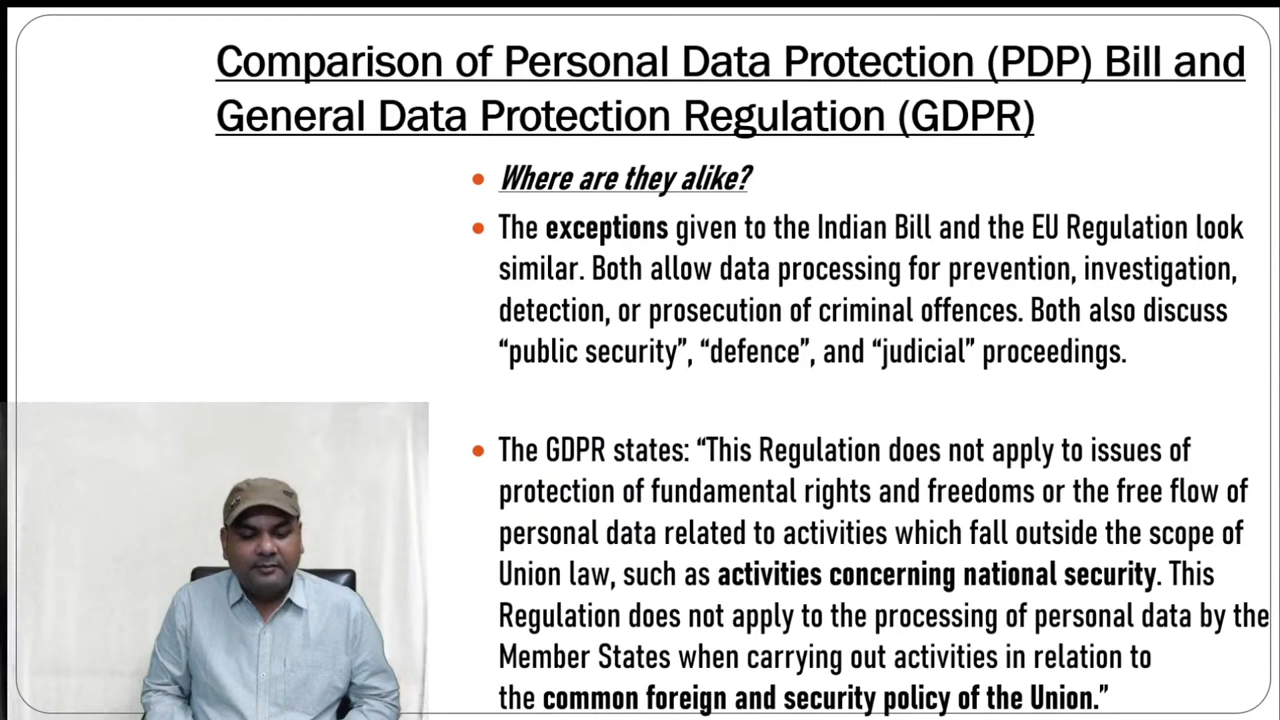 Comparison of Personal Data Protection (PDP) Bill and
General Data Protection Regulation (GDPR)
Where are they alike?
The exceptions given to the Indian Bill and the EU Regulation look
similar. Both allow data processing for prevention, investigation,
detection, or prosecution of criminal offences. Both also discuss
“public security”, “defence”, and “judicial” proceedings.
The GDPR states: “This Regulation does not apply to issues of
protection of fundamental rights and freedoms or the free flow of
personal data related to activities which fall outside the scope of
Union law, such as activities concerning national security. This
Regulation does not apply to the processing of personal data by the
Member States when carrying out activities in relation to
the common foreign and security policy of the Union.”